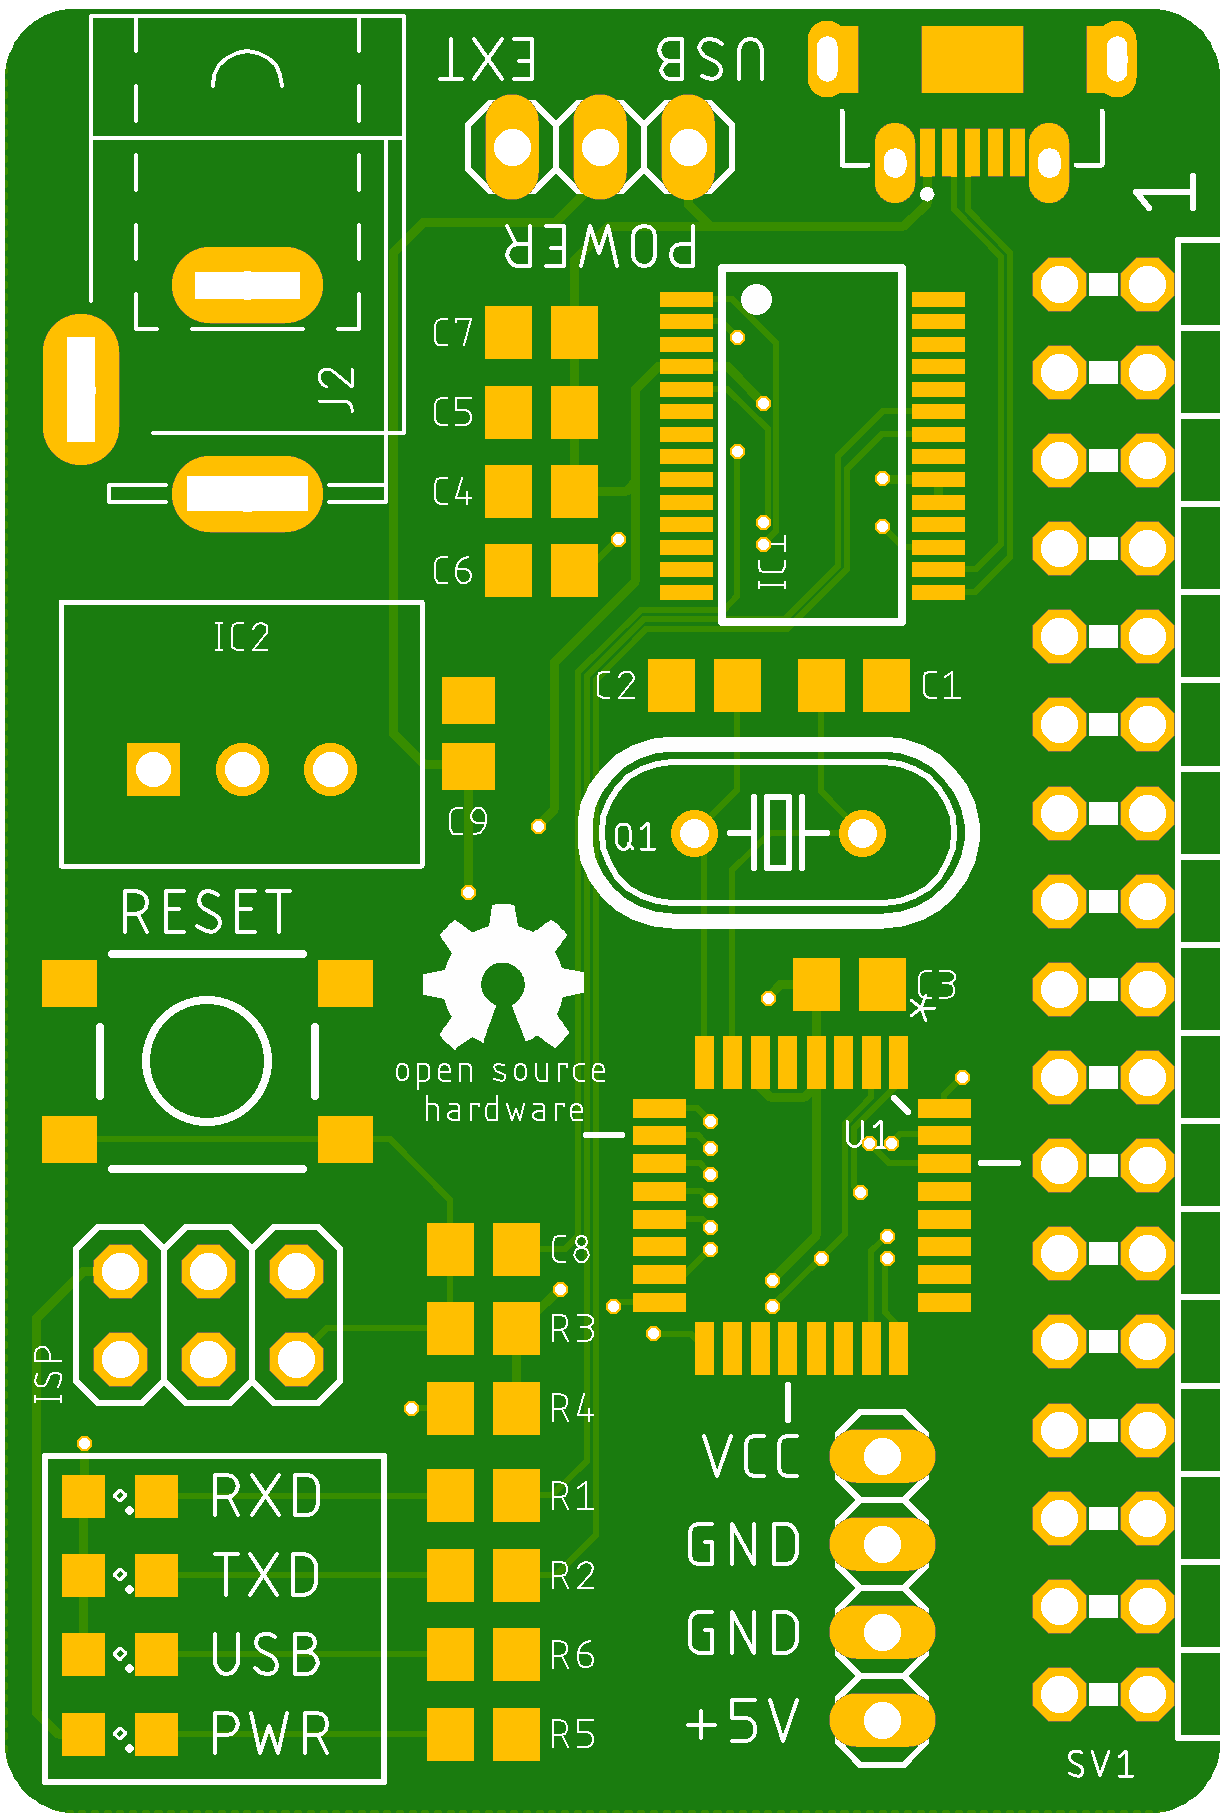 EXT USB
1
POWER
C7
J2
C5
C4
IC1
C6
IC2
C2 C1
C9
Q1
RESET
C3
open source
hardware
U1
C8
R3
ISP
R4
VCC
RXD R1
GND
TXD R2
GND
USB R6
+5V
PWR R5
SV1